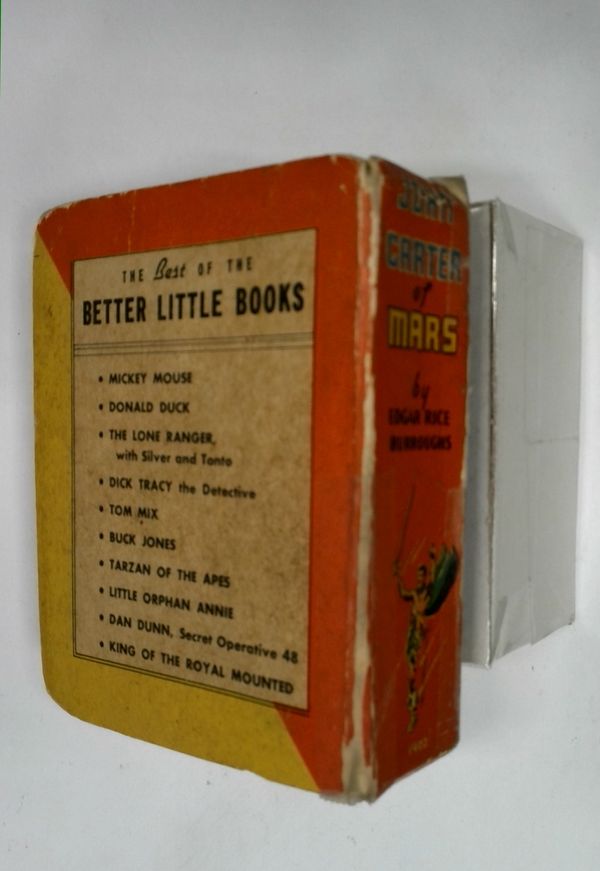 THE Best OF THE
BETTER LITTLE BOOKS
• MICKEY MOUSE
• DONALD DUCK
• THE LONE RANGER,
with Silver and Tonto
• DICK TRACY the Detective
• TOM MIX
• BUCK JONES
• TARZAN OF THE APES
• LITTLE ORPHAN ANNIE
• DAN DUNN, Secret Operative 48
• KING OF THE ROYAL MOUNTED
JOHN
CARTER
of
MARS
by
EDGAR RICE
BURROUGHS